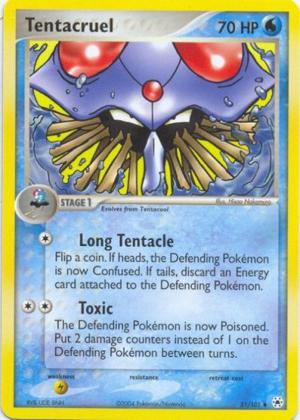 Tentacruel 70 HP
Illus. Hisao Nakamura
STAGE 1
Evolves from Tentacool
Long Tentacle
Flip a coin. If heads, the Defending Pokémon
is now Confused. If tails, discard an Energy
card attached to the Defending Pokémon.
Toxic
The Defending Pokémon is now Poisoned.
Put 2 damage counters instead of 1 on the
Defending Pokémon between turns.
weakness resistance retreat cost
©2004 Pokémon/Nintendo